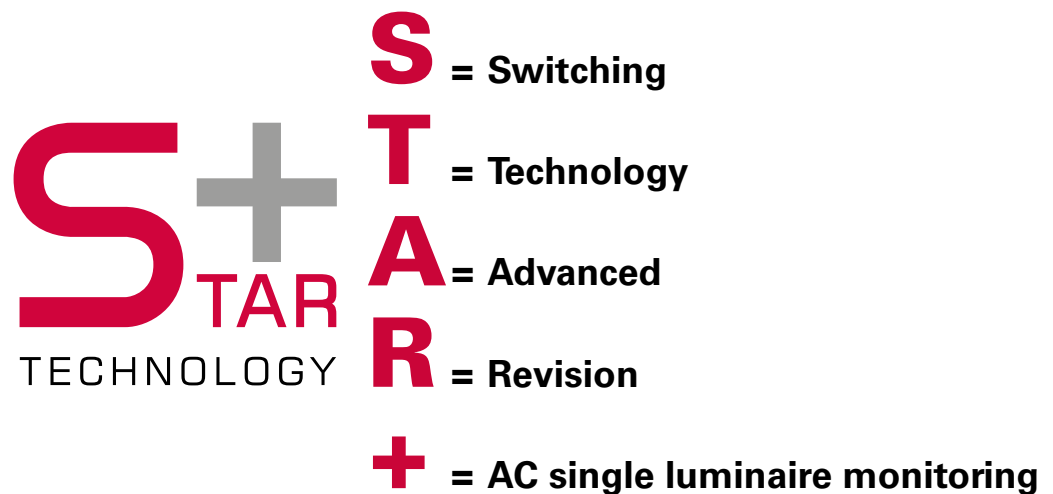 S+TAR
TECHNOLOGY
S = Switching
T = Technology
A = Advanced
R = Revision
+ = AC single luminaire monitoring